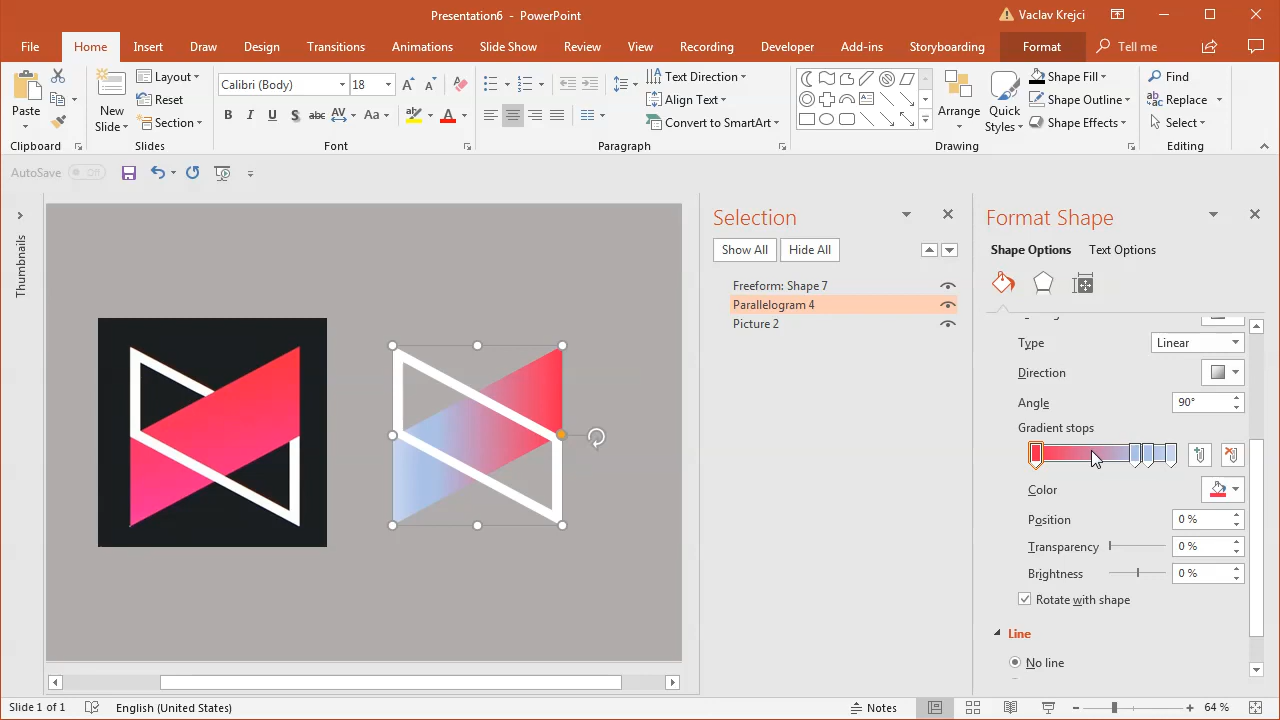 Presentation6 - PowerPoint
Vaclav Krejci
File Home Insert Draw Design Transitions Animations Slide Show Review View Recording Developer Add-ins Storyboarding Format Tell me
Paste
Clipboard
New
Slide
Layout
Reset
Section
Slides
Calibri (Body) 18
B I U S abc AV Aa A
Font
Text Direction
Align Text
Convert to SmartArt
Paragraph
Arrange
Quick
Styles
Shape Fill
Shape Outline
Shape Effects
Drawing
Find
Replace
Select
Editing
AutoSave Off
Thumbnails
Selection
Show All Hide All
Freeform: Shape 7
Parallelogram 4
Picture 2
Format Shape
Shape Options Text Options
Type Linear
Direction
Angle 90°
Gradient stops
Color
Position 0 %
Transparency 0 %
Brightness 0 %
Rotate with shape
Line
No line
Slide 1 of 1 English (United States) Notes 64 %